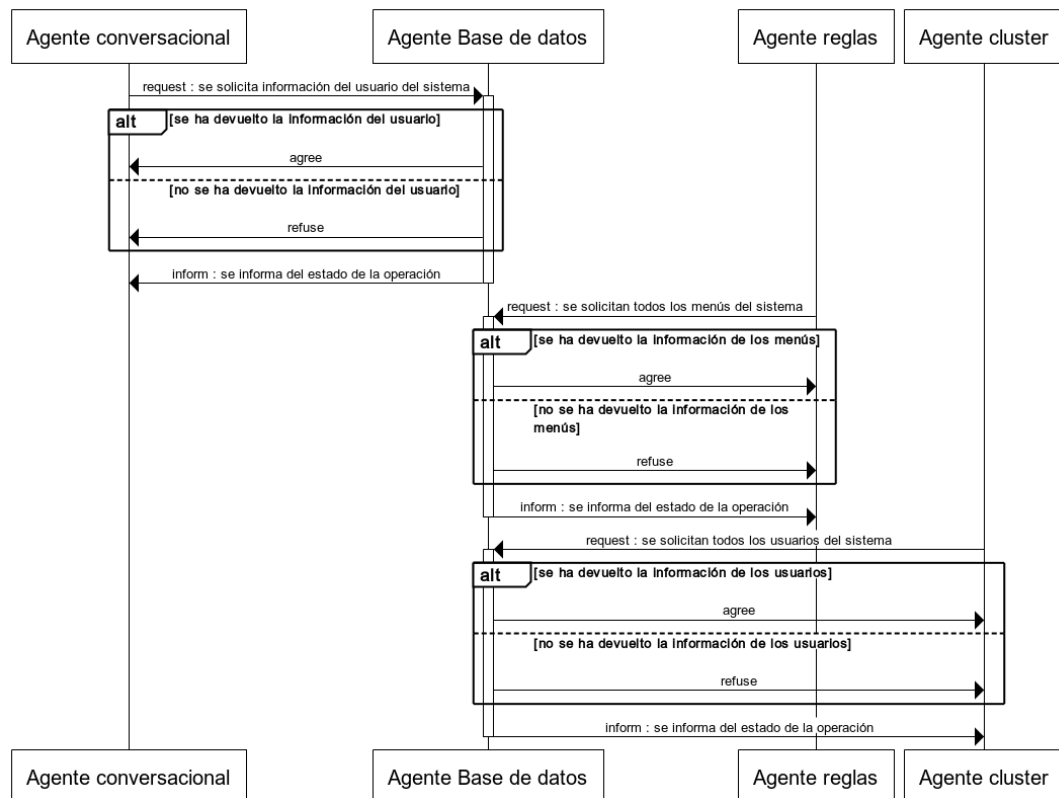 Agente conversacional
Agente Base de datos
Agente reglas
Agente cluster
request : se solicita información del usuario del sistema
alt
[se ha devuelto la información del usuario]
agree
[no se ha devuelto la información del usuario]
refuse
inform : se informa del estado de la operación
request : se solicitan todos los menús del sistema
alt
[se ha devuelto la información de los menús]
agree
[no se ha devuelto la información de los
menús]
refuse
inform : se informa del estado de la operación
request : se solicitan todos los usuarios del sistema
alt
[se ha devuelto la información de los usuarios]
agree
[no se ha devuelto la información de los usuarios]
refuse
inform : se informa del estado de la operación
Agente conversacional
Agente Base de datos
Agente reglas
Agente cluster